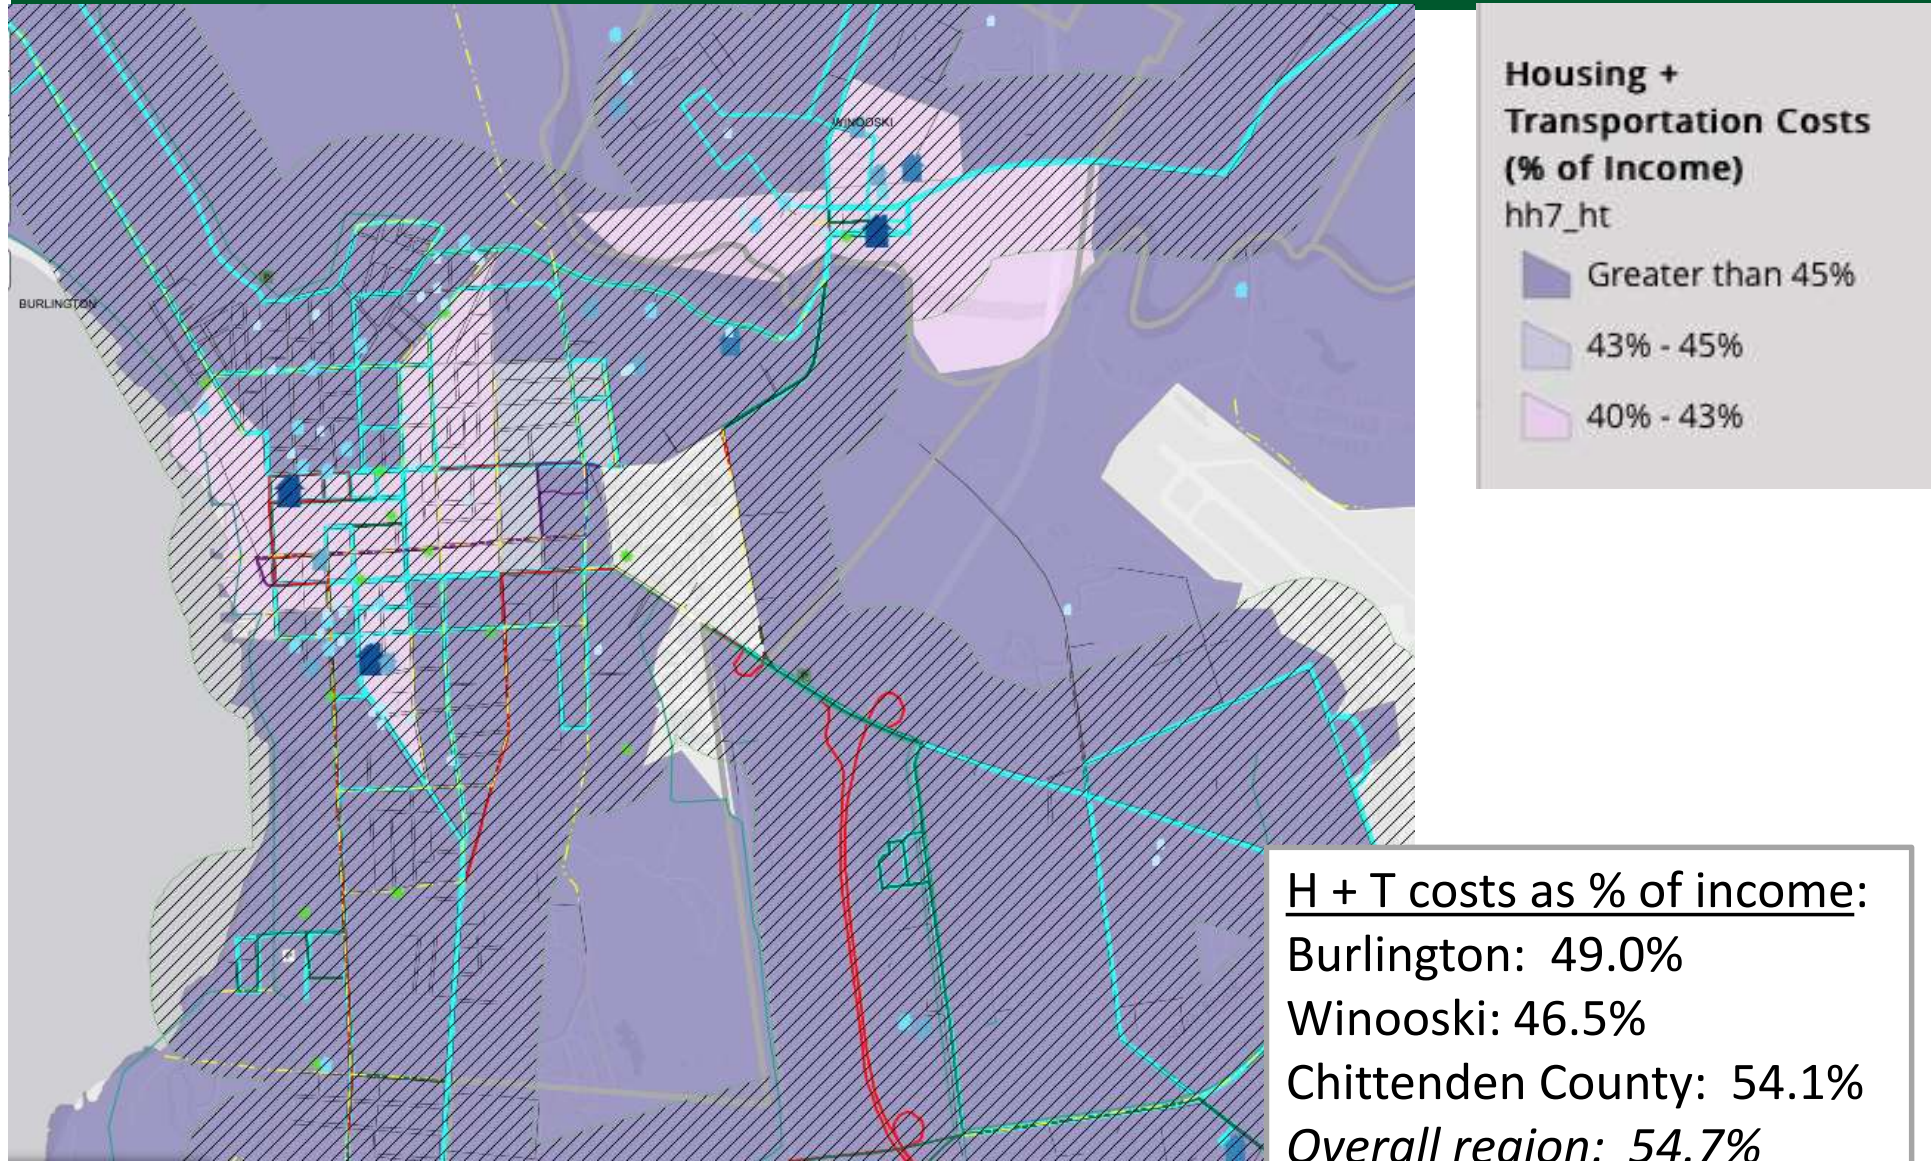 WINOOSKI
BURLINGTON
Housing +
Transportation Costs
(% of Income)
hh7_ht
Greater than 45%
43% - 45%
40% - 43%
H + T costs as % of income:
Burlington:  49.0%
Winooski: 46.5%
Chittenden County:  54.1%
Overall region:  54.7%